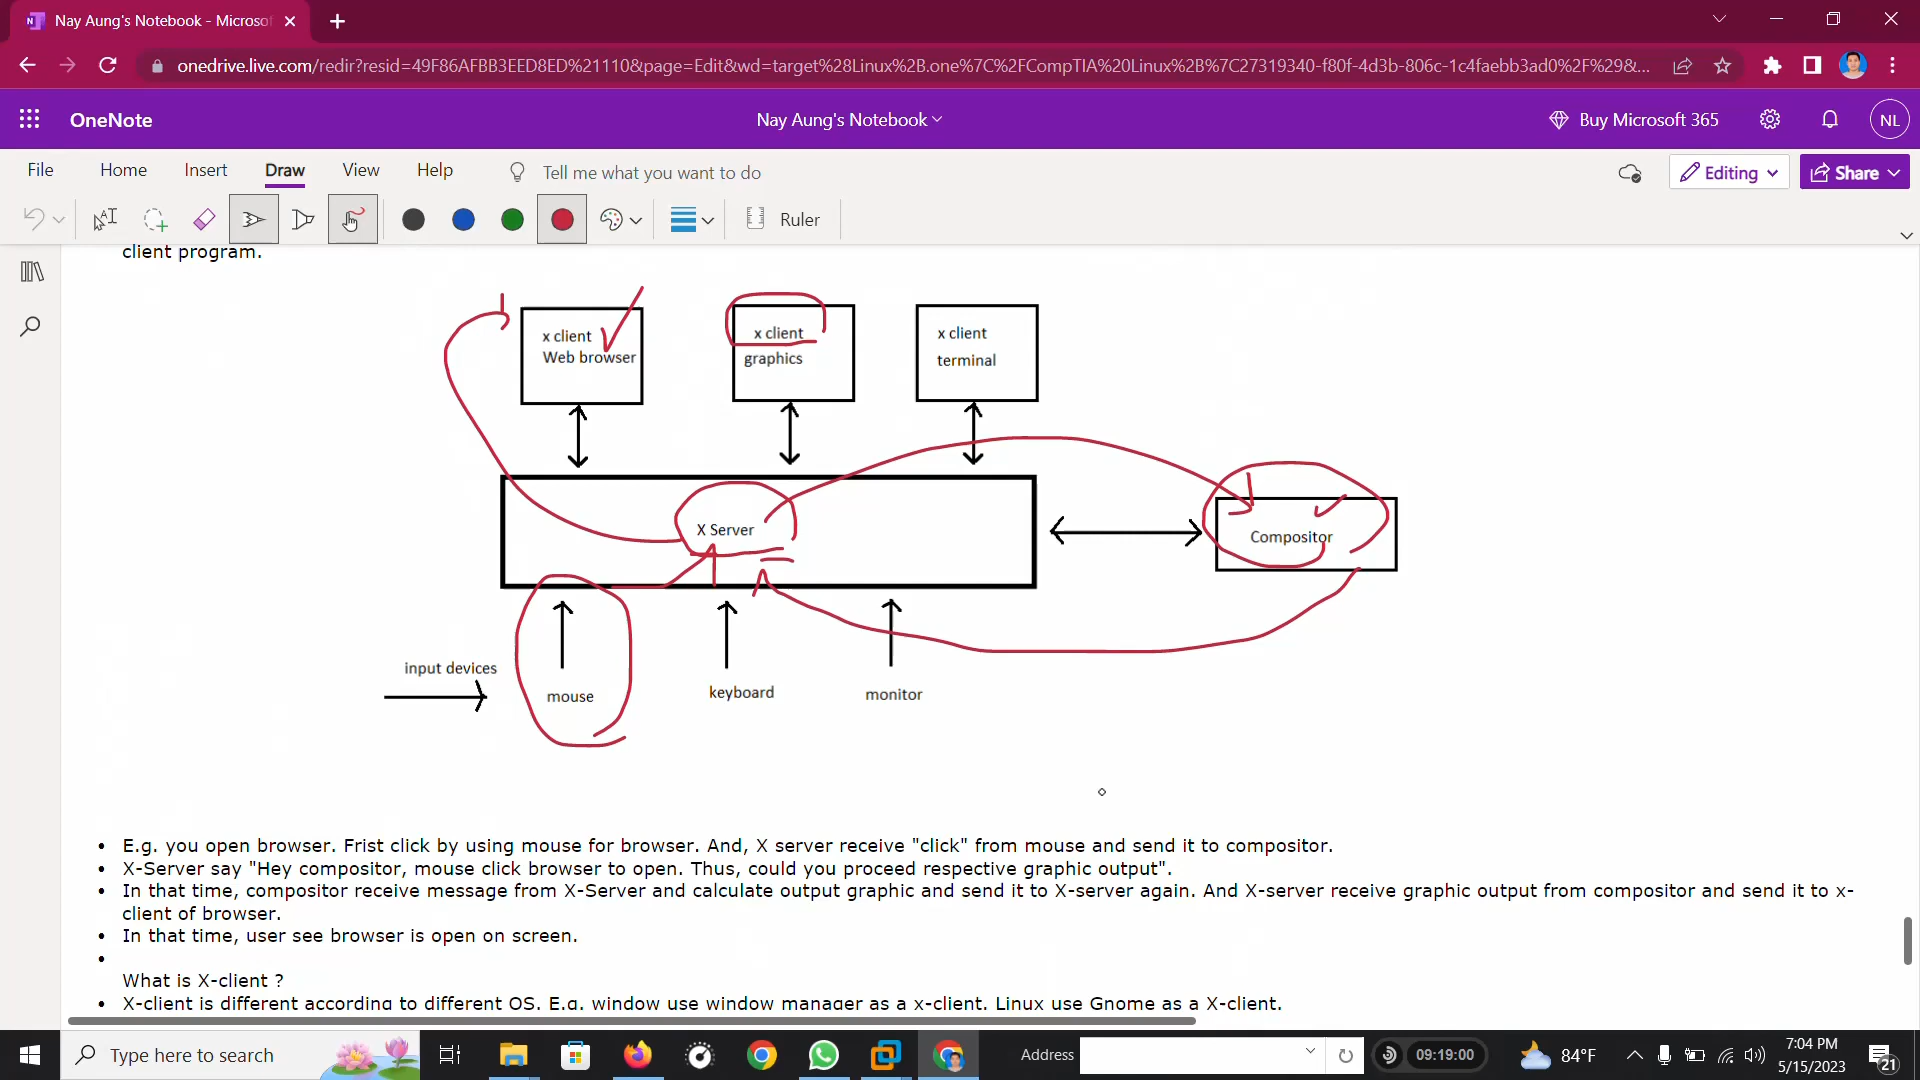 Nay Aung's Notebook - Microsof
onedrive.live.com/redir?resid=49F86AFBB3EED8ED%21110&page=Edit&wd=target%28Linux%2B.one%7C%2FCompTIA%20Linux%2B%7C27319340-f80f-4d3b-806c-1c4faebb3ad0%2F%29&...
OneNote
Nay Aung's Notebook
Buy Microsoft 365
NL
File Home Insert Draw View Help Tell me what you want to do
Editing
Share
Ruler
client program.
x client
Web browser
x client
graphics
x client
terminal
X Server
Compositor
input devices
mouse
keyboard
monitor
• E.g. you open browser. Frist click by using mouse for browser. And, X server receive "click" from mouse and send it to compositor.
• X-Server say "Hey compositor, mouse click browser to open. Thus, could you proceed respective graphic output".
• In that time, compositor receive message from X-Server and calculate output graphic and send it to X-server again. And X-server receive graphic output from compositor and send it to x-
client of browser.
• In that time, user see browser is open on screen.
•
What is X-client ?
• X-client is different according to different OS. E.g. window use window manager as a x-client. Linux use Gnome as a X-client.
Type here to search
Address
09:19:00
84°F
7:04 PM
5/15/2023
21